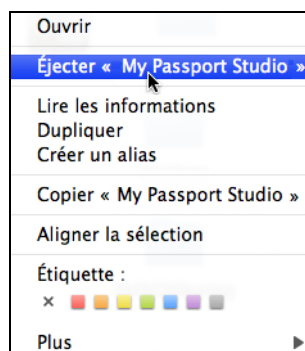 Ouvrir
Éjecter « My Passport Studio »
Lire les informations
Dupliquer
Créer un alias
Copier « My Passport Studio »
Aligner la sélection
Étiquette :
×
Plus